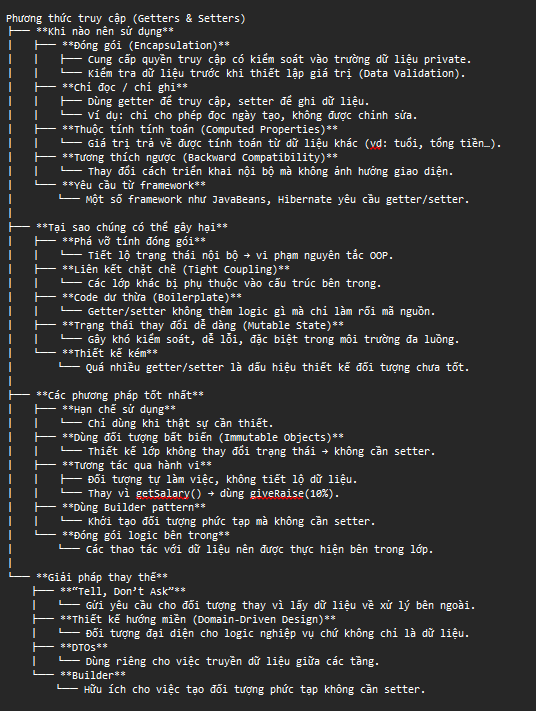 Phương thức truy cập (Getters & Setters)
├── **Khi nào nên sử dụng**
│   ├── **Đóng gói (Encapsulation)**
│   │   ├── Cung cấp quyền truy cập có kiểm soát vào trường dữ liệu private.
│   │   └── Kiểm tra dữ liệu trước khi thiết lập giá trị (Data Validation).
│   ├── **Chỉ đọc / chỉ ghi**
│   │   ├── Dùng getter để truy cập, setter để ghi dữ liệu.
│   │   └── Ví dụ: chỉ cho phép đọc ngày tạo, không được chỉnh sửa.
│   ├── **Thuộc tính tính toán (Computed Properties)**
│   │   └── Giá trị trả về được tính toán từ dữ liệu khác (vd: tuổi, tổng tiền…).
│   ├── **Tương thích ngược (Backward Compatibility)**
│   │   └── Thay đổi cách triển khai nội bộ mà không ảnh hưởng giao diện.
│   └── **Yêu cầu từ framework**
│       └── Một số framework như JavaBeans, Hibernate yêu cầu getter/setter.
│
├── **Tại sao chúng có thể gây hại**
│   ├── **Phá vỡ tính đóng gói**
│   │   └── Tiết lộ trạng thái nội bộ → vi phạm nguyên tắc OOP.
│   ├── **Liên kết chặt chẽ (Tight Coupling)**
│   │   └── Các lớp khác bị phụ thuộc vào cấu trúc bên trong.
│   ├── **Code dư thừa (Boilerplate)**
│   │   └── Getter/setter không thêm logic gì mà chỉ làm rối mã nguồn.
│   ├── **Trạng thái thay đổi dễ dàng (Mutable State)**
│   │   └── Gây khó kiểm soát, dễ lỗi, đặc biệt trong môi trường đa luồng.
│   └── **Thiết kế kém**
│       └── Quá nhiều getter/setter là dấu hiệu thiết kế đối tượng chưa tốt.
│
├── **Các phương pháp tốt nhất**
│   ├── **Hạn chế sử dụng**
│   │   └── Chỉ dùng khi thật sự cần thiết.
│   ├── **Dùng đối tượng bất biến (Immutable Objects)**
│   │   └── Thiết kế lớp không thay đổi trạng thái → không cần setter.
│   ├── **Tương tác qua hành vi**
│   │   ├── Đối tượng tự làm việc, không tiết lộ dữ liệu.
│   │   └── Thay vì getSalary() → dùng giveRaise(10%).
│   ├── **Dùng Builder pattern**
│   │   └── Khởi tạo đối tượng phức tạp mà không cần setter.
│   └── **Đóng gói logic bên trong**
│       └── Các thao tác với dữ liệu nên được thực hiện bên trong lớp.
│
└── **Giải pháp thay thế**
    ├── **“Tell, Don’t Ask”**
    │   └── Gửi yêu cầu cho đối tượng thay vì lấy dữ liệu về xử lý bên ngoài.
    ├── **Thiết kế hướng miền (Domain-Driven Design)**
    │   └── Đối tượng đại diện cho logic nghiệp vụ chứ không chỉ là dữ liệu.
    ├── **DTOs**
    │   └── Dùng riêng cho việc truyền dữ liệu giữa các tầng.
    └── **Builder**
        └── Hữu ích cho việc tạo đối tượng phức tạp không cần setter.